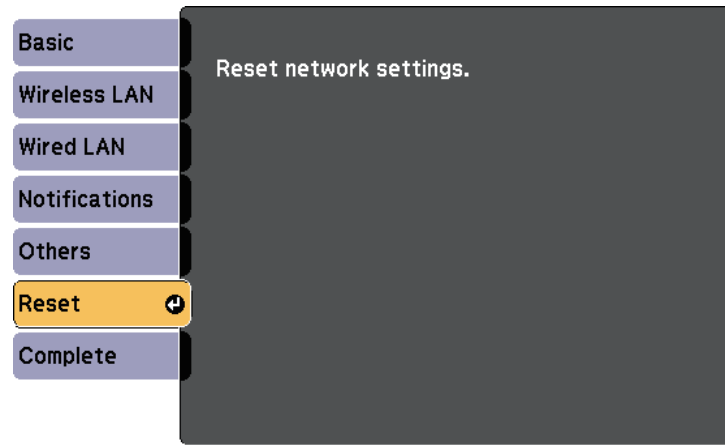 Basic
Wireless LAN
Wired LAN
Notifications
Others
Reset
Complete
Reset network settings.